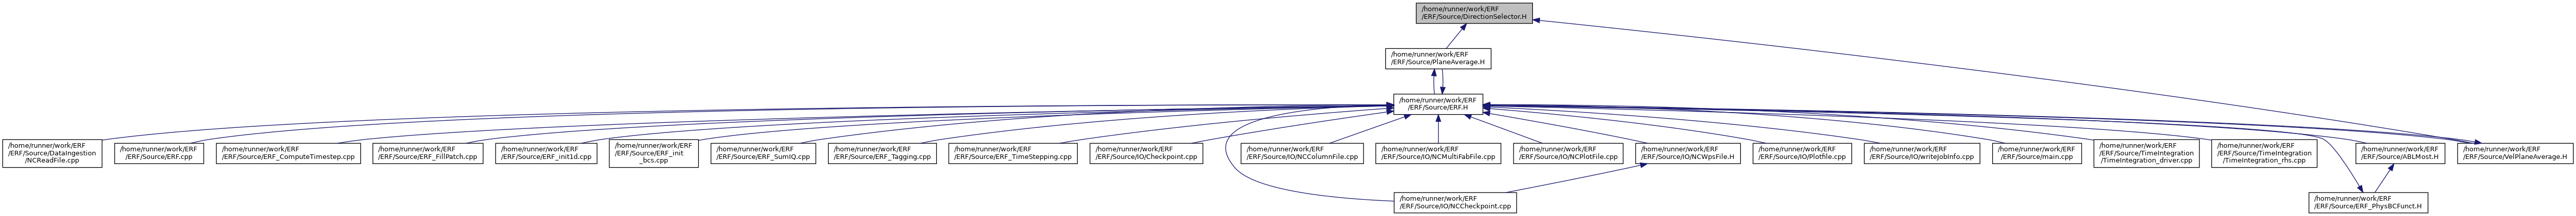 /home/runner/work/ERF
/ERF/Source/DirectionSelector.H
/home/runner/work/ERF
/ERF/Source/PlaneAverage.H
/home/runner/work/ERF
/ERF/Source/ERF.H
/home/runner/work/ERF
/ERF/Source/DataIngestion
/NCReadFile.cpp
/home/runner/work/ERF
/ERF/Source/ERF.cpp
/home/runner/work/ERF
/ERF/Source/ERF_ComputeTimestep.cpp
/home/runner/work/ERF
/ERF/Source/ERF_FillPatch.cpp
/home/runner/work/ERF
/ERF/Source/ERF_init1d.cpp
/home/runner/work/ERF
/ERF/Source/ERF_init
_bcs.cpp
/home/runner/work/ERF
/ERF/Source/ERF_SumIQ.cpp
/home/runner/work/ERF
/ERF/Source/ERF_Tagging.cpp
/home/runner/work/ERF
/ERF/Source/ERF_TimeStepping.cpp
/home/runner/work/ERF
/ERF/Source/IO/Checkpoint.cpp
/home/runner/work/ERF
/ERF/Source/IO/NCColumnFile.cpp
/home/runner/work/ERF
/ERF/Source/IO/NCMultiFabFile.cpp
/home/runner/work/ERF
/ERF/Source/IO/NCPlotFile.cpp
/home/runner/work/ERF
/ERF/Source/IO/NCWpsFile.H
/home/runner/work/ERF
/ERF/Source/IO/Plotfile.cpp
/home/runner/work/ERF
/ERF/Source/IO/writeJobInfo.cpp
/home/runner/work/ERF
/ERF/Source/main.cpp
/home/runner/work/ERF
/ERF/Source/TimeIntegration
/TimeIntegration_driver.cpp
/home/runner/work/ERF
/ERF/Source/TimeIntegration
/TimeIntegration_rhs.cpp
/home/runner/work/ERF
/ERF/Source/ABLMost.H
/home/runner/work/ERF
/ERF/Source/VelPlaneAverage.H
/home/runner/work/ERF
/ERF/Source/IO/NCCheckpoint.cpp
/home/runner/work/ERF
/ERF/Source/ERF_PhysBCFunct.H